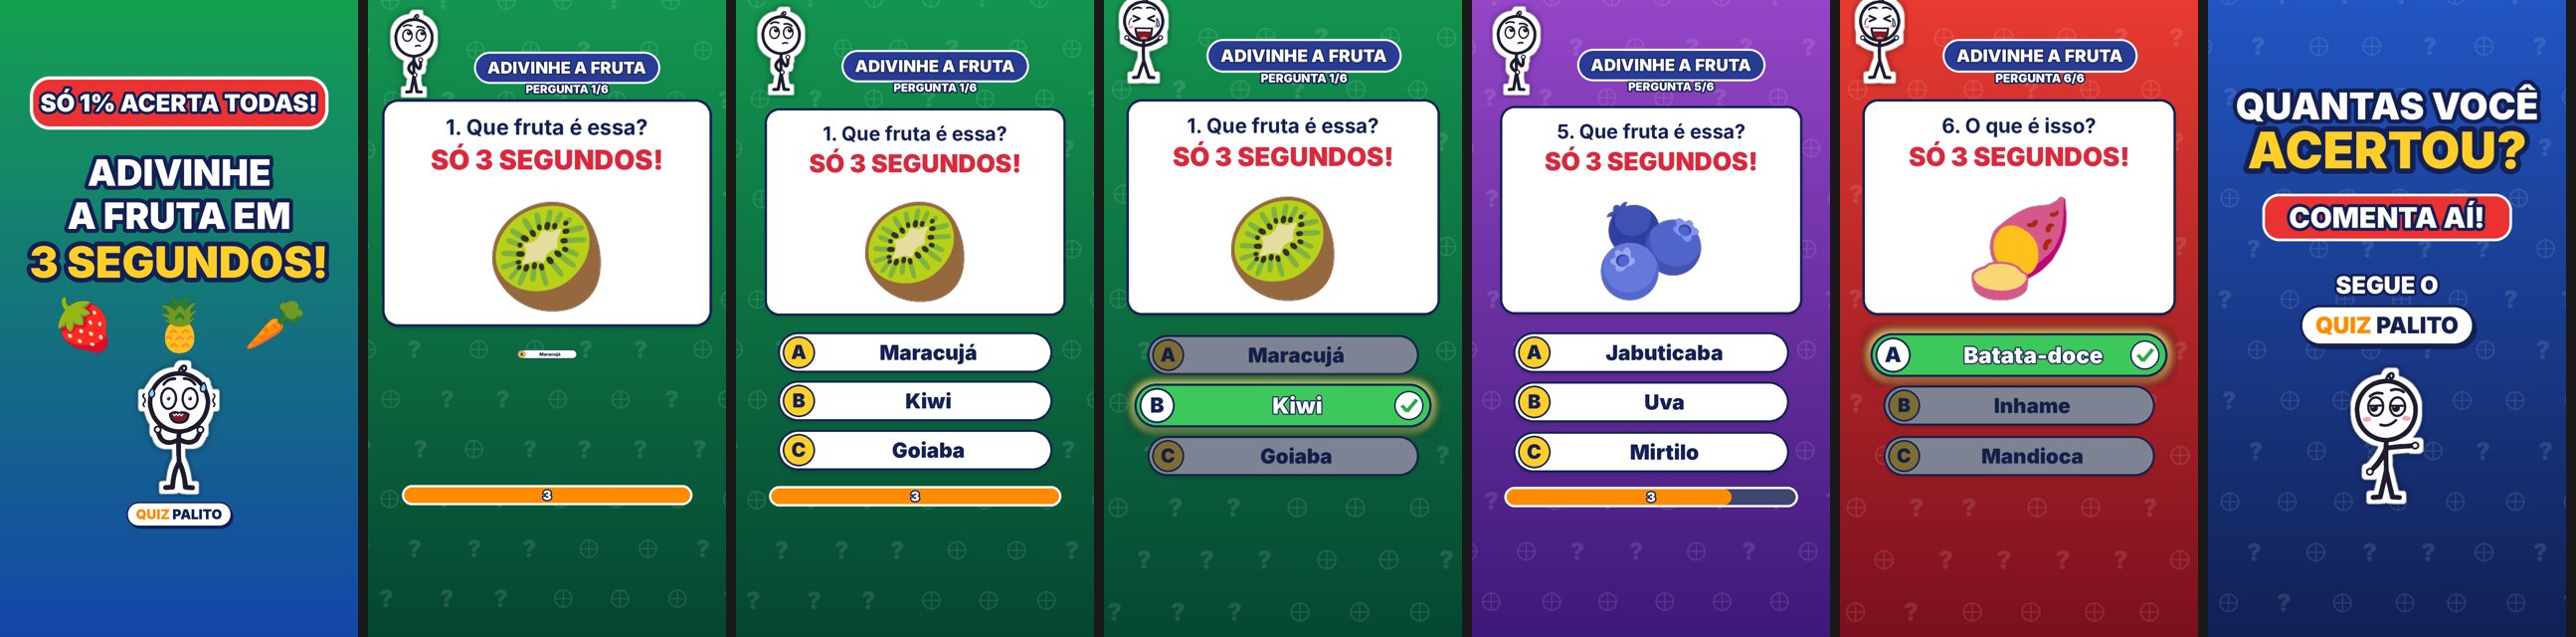 SÓ 1% ACERTA TODAS!
ADIVINHE
A FRUTA EM
3 SEGUNDOS!
QUIZ PALITO
ADIVINHE A FRUTA
PERGUNTA 1/6
1. Que fruta é essa?
SÓ 3 SEGUNDOS!
A Maracujá
3
ADIVINHE A FRUTA
PERGUNTA 1/6
1. Que fruta é essa?
SÓ 3 SEGUNDOS!
A Maracujá
B Kiwi
C Goiaba
3
ADIVINHE A FRUTA
PERGUNTA 1/6
1. Que fruta é essa?
SÓ 3 SEGUNDOS!
A Maracujá
B Kiwi
C Goiaba
ADIVINHE A FRUTA
PERGUNTA 5/6
5. Que fruta é essa?
SÓ 3 SEGUNDOS!
A Jabuticaba
B Uva
C Mirtilo
3
ADIVINHE A FRUTA
PERGUNTA 6/6
6. O que é isso?
SÓ 3 SEGUNDOS!
A Batata-doce
B Inhame
C Mandioca
QUANTAS VOCÊ
ACERTOU?
COMENTA AÍ!
SEGUE O
QUIZ PALITO